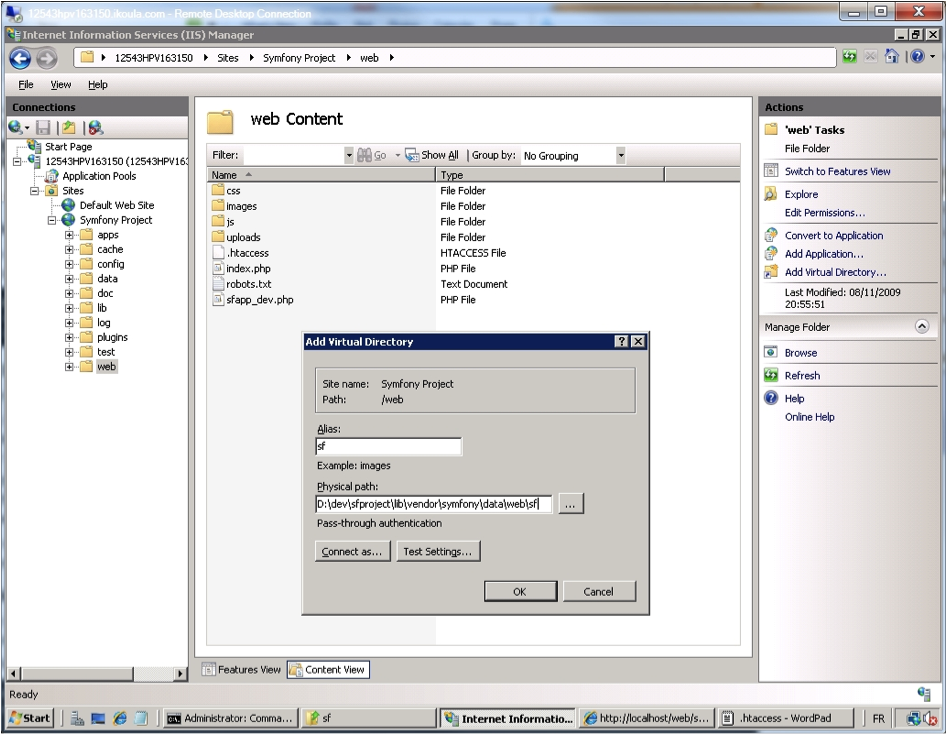 12543hpv163150.ikoula.com - Remote Desktop Connection
Internet Information Services (IIS) Manager
12543HPV163150 Sites Symfony Project web
File View Help
Connections
Start Page
12543HPV163150 (12543HPV163:
Application Pools
Sites
Default Web Site
Symfony Project
apps
cache
config
data
doc
lib
log
plugins
test
web
web Content
Filter: Go Show All Group by: No Grouping
Name Type
css File Folder
images File Folder
js File Folder
uploads File Folder
.htaccess HTACCESS File
index.php PHP File
robots.txt Text Document
sfapp_dev.php PHP File
Add Virtual Directory
Site name: Symfony Project
Path: /web
Alias:
sf
Example: images
Physical path:
D:\dev\sfproject\lib\vendor\symfony\data\web\sf
...
Pass-through authentication
Connect as... Test Settings...
OK Cancel
Features View Content View
Actions
'web' Tasks
File Folder
Switch to Features View
Explore
Edit Permissions...
Convert to Application
Add Application...
Add Virtual Directory...
Last Modified: 08/11/2009
20:55:51
Manage Folder
Browse
Refresh
Help
Online Help
Ready
Start Administrator: Comma... sf Internet Informatio... http://localhost/web/s... .htaccess - WordPad FR